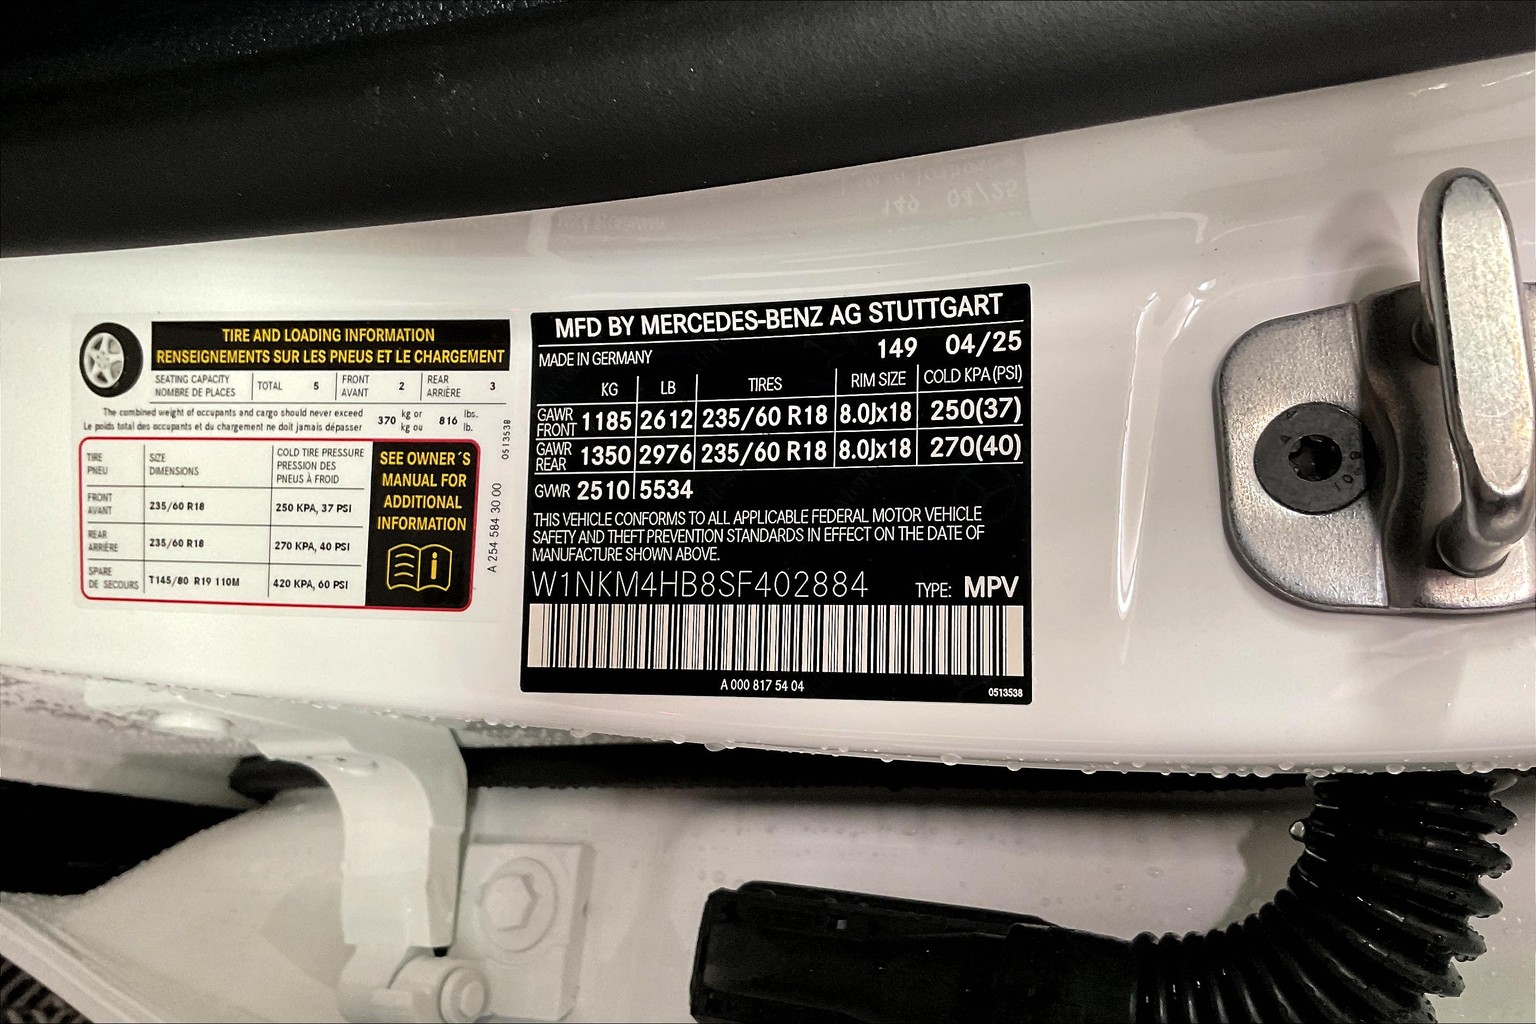 TIRE AND LOADING INFORMATION
RENSEIGNEMENTS SUR LES PNEUS ET LE CHARGEMENT
SEATING CAPACITY TOTAL 5 FRONT 2 REAR 3
NOMBRE DE PLACES AVANT ARRIÈRE
The combined weight of occupants and cargo should never exceed 370 kg or 816 lbs.
Le poids total des occupants et du chargement ne doit jamais dépasser kg ou lb.
TIRE SIZE COLD TIRE PRESSURE
PNEU DIMENSIONS PRESSION DES
PNEUS À FROID
FRONT
AVANT 235/60 R18 250 KPA, 37 PSI
REAR
ARRIÈRE 235/60 R18 270 KPA, 40 PSI
SPARE
DE SECOURS T145/80 R19 110M 420 KPA, 60 PSI
SEE OWNER´S
MANUAL FOR
ADDITIONAL
INFORMATION
i
A 254 584 30 00
0513538
MFD BY MERCEDES-BENZ AG STUTTGART
MADE IN GERMANY 149 04/25
KG LB TIRES RIM SIZE COLD KPA(PSI)
GAWR FRONT 1185 2612 235/60 R18 8.0Jx18 250(37)
GAWR REAR 1350 2976 235/60 R18 8.0Jx18 270(40)
GVWR 2510 5534
THIS VEHICLE CONFORMS TO ALL APPLICABLE FEDERAL MOTOR VEHICLE
SAFETY AND THEFT PREVENTION STANDARDS IN EFFECT ON THE DATE OF
MANUFACTURE SHOWN ABOVE.
W1NKM4HB8SF402884 TYPE: MPV
A 000 817 54 04
0513538